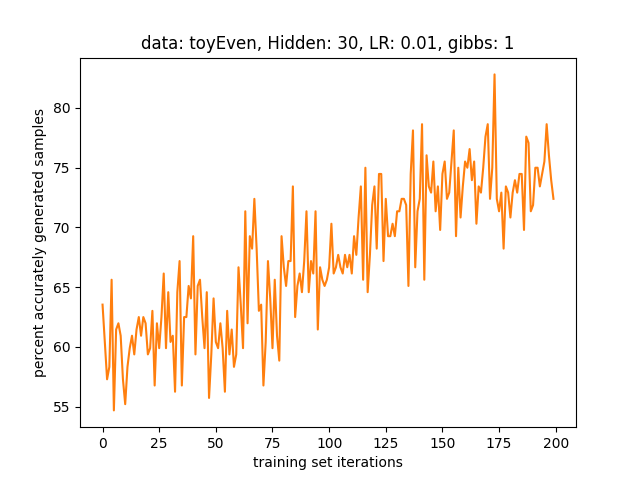 data: toyEven, Hidden: 30, LR: 0.01, gibbs: 1
percent accurately generated samples
80
75
70
65
60
55
0 25 50 75 100 125 150 175 200
training set iterations